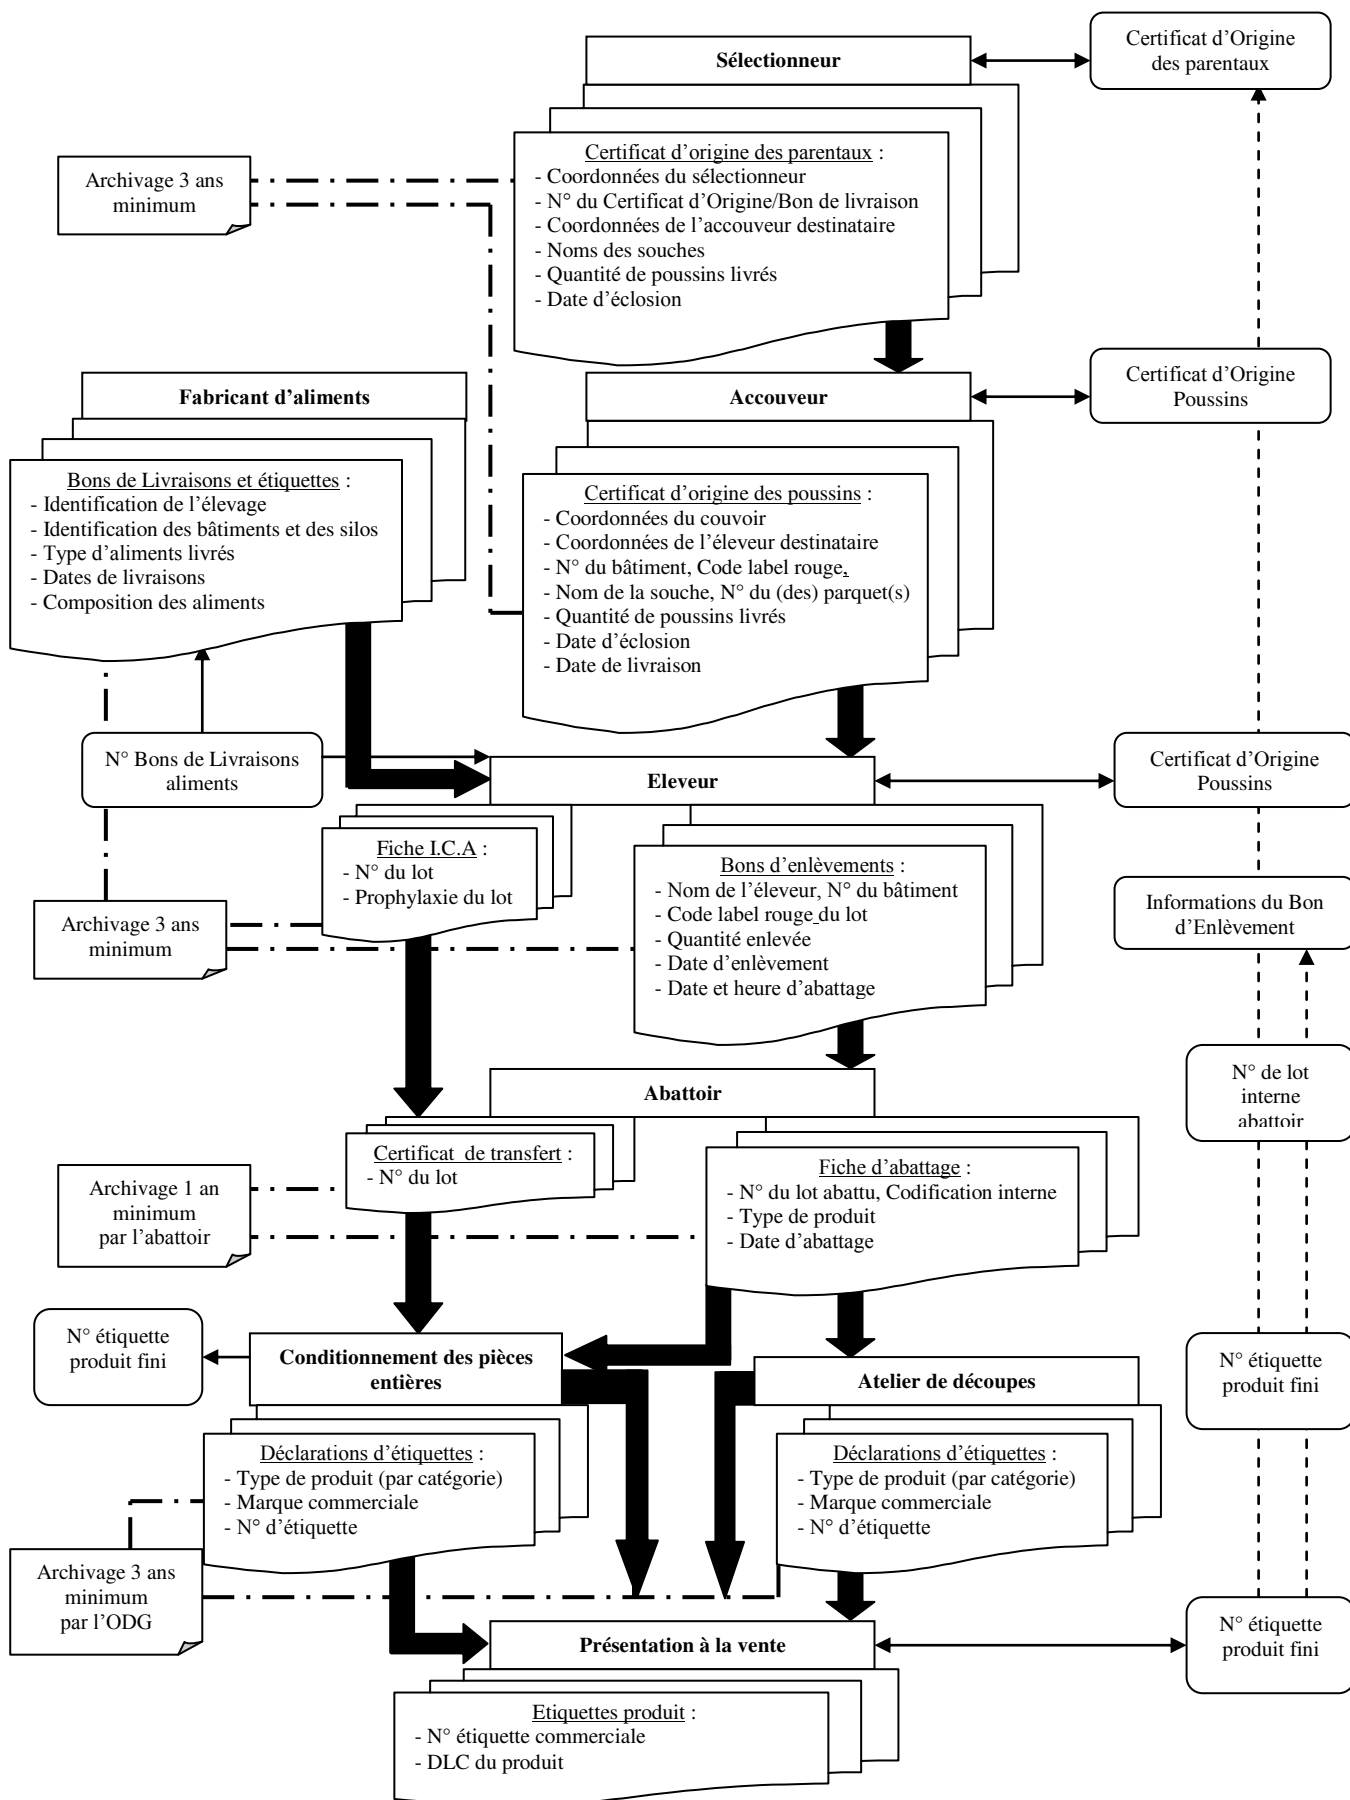 Sélectionneur
Certificat d'Origine
des parentaux
Certificat d'origine des parentaux :
- Coordonnées du sélectionneur
- N° du Certificat d'Origine/Bon de livraison
- Coordonnées de l'accouveur destinataire
- Noms des souches
- Quantité de poussins livrés
- Date d'éclosion
Archivage 3 ans
minimum
Fabricant d'aliments
Accouveur
Certificat d'Origine
Poussins
Bons de Livraisons et étiquettes :
- Identification de l'élevage
- Identification des bâtiments et des silos
- Type d'aliments livrés
- Dates de livraisons
- Composition des aliments
Certificat d'origine des poussins :
- Coordonnées du couvoir
- Coordonnées de l'éleveur destinataire
- N° du bâtiment, Code label rouge,
- Nom de la souche, N° du (des) parquet(s)
- Quantité de poussins livrés
- Date d'éclosion
- Date de livraison
N° Bons de Livraisons
aliments
Eleveur
Certificat d'Origine
Poussins
Fiche I.C.A :
- N° du lot
- Prophylaxie du lot
Bons d'enlèvements :
- Nom de l'éleveur, N° du bâtiment
- Code label rouge du lot
- Quantité enlevée
- Date d'enlèvement
- Date et heure d'abattage
Informations du Bon
d'Enlèvement
Archivage 3 ans
minimum
Abattoir
N° de lot
interne
abattoir
Certificat de transfert :
- N° du lot
Fiche d'abattage :
- N° du lot abattu, Codification interne
- Type de produit
- Date d'abattage
Archivage 1 an
minimum
par l'abattoir
N° étiquette
produit fini
Conditionnement des pièces
entières
Atelier de découpes
N° étiquette
produit fini
Déclarations d'étiquettes :
- Type de produit (par catégorie)
- Marque commerciale
- N° d'étiquette
Déclarations d'étiquettes :
- Type de produit (par catégorie)
- Marque commerciale
- N° d'étiquette
Archivage 3 ans
minimum
par l'ODG
Présentation à la vente
N° étiquette
produit fini
Etiquettes produit :
- N° étiquette commerciale
- DLC du produit